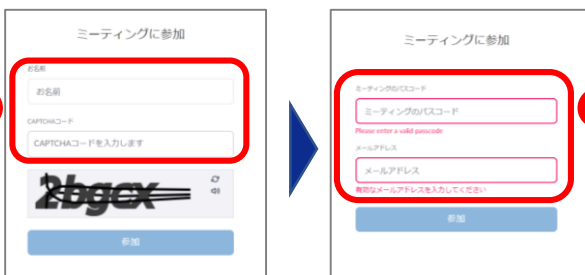 ミーティングに参加
お名前
お名前
CAPTCHAコード
CAPTCHAコードを入力します
2bgcx
参加
ミーティングに参加
ミーティングのパスコード
ミーティングのパスコード
Please enter a valid passcode
メールアドレス
メールアドレス
有効なメールアドレスを入力してください
参加